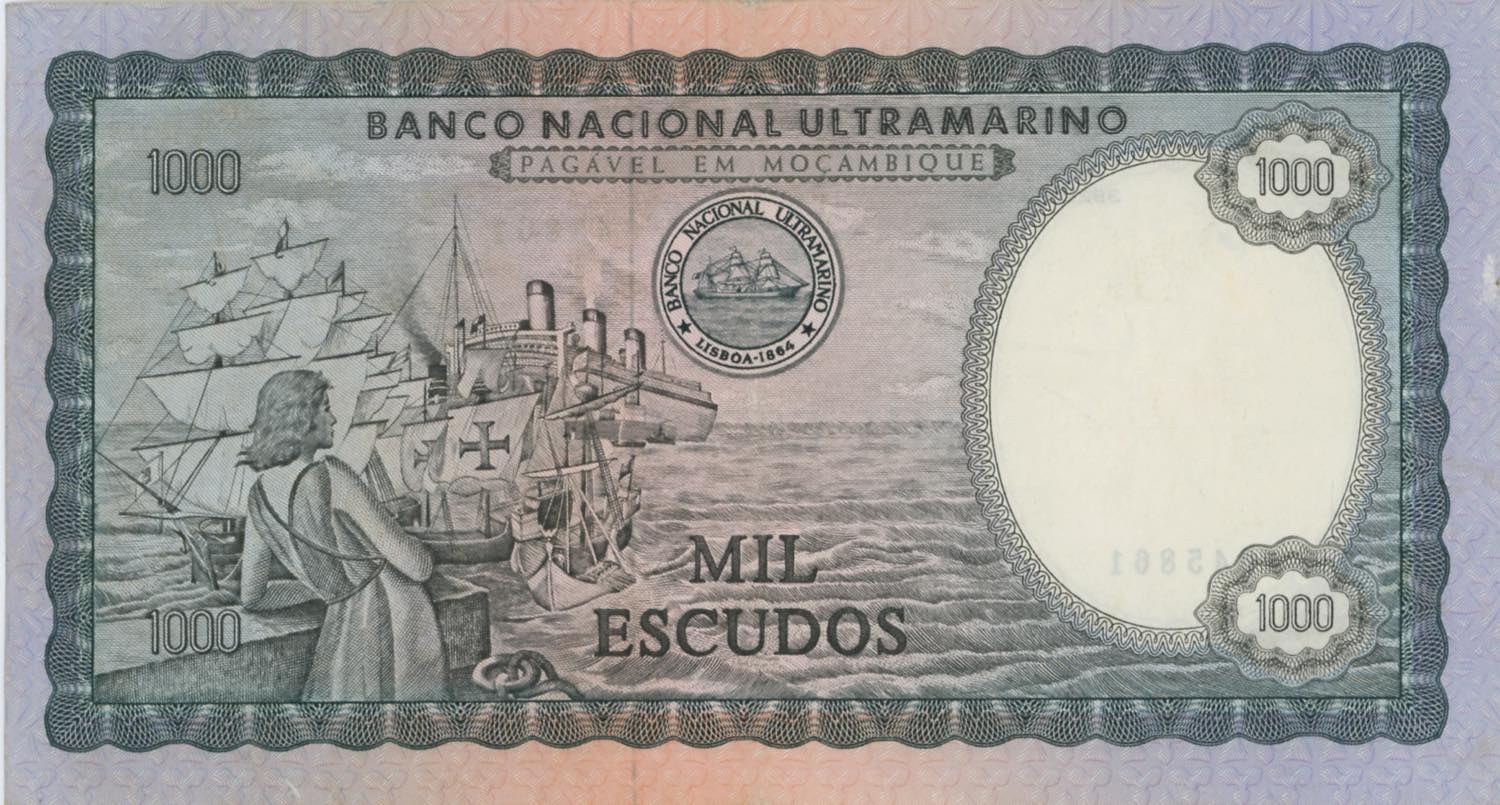 BANCO NACIONAL ULTRAMARINO
PAGÁVEL EM MOÇAMBIQUE
1000
1000
BANCO NACIONAL ULTRAMARINO
LISBOA-1864
MIL
ESCUDOS
1000
1000